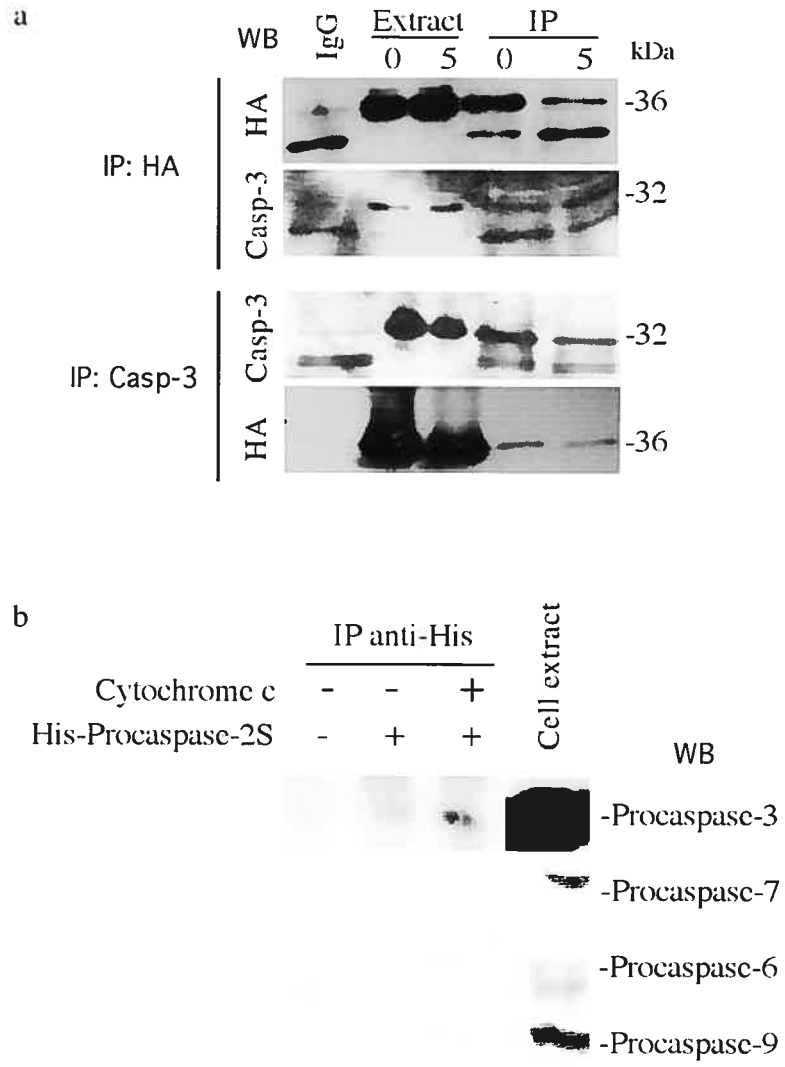 a
WB IgG Extract IP
0 5 0 5 kDa
IP: HA
HA -36
Casp-3 -32
IP: Casp-3
Casp-3 -32
HA -36
b
IP anti-His Cell extract
Cytochrome c - - +
His-Procaspase-2S - + +
WB
-Procaspase-3
-Procaspase-7
-Procaspase-6
-Procaspase-9